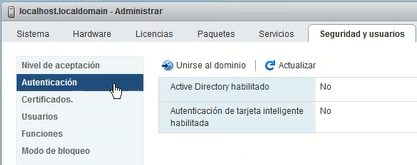 localhost.localdomain - Administrar
Sistema Hardware Licencias Paquetes Servicios Seguridad y usuarios
Nivel de aceptación
Autenticación
Certificados.
Usuarios
Funciones
Modo de bloqueo
Unirse al dominio Actualizar
Active Directory habilitado No
Autenticación de tarjeta inteligente No
habilitada